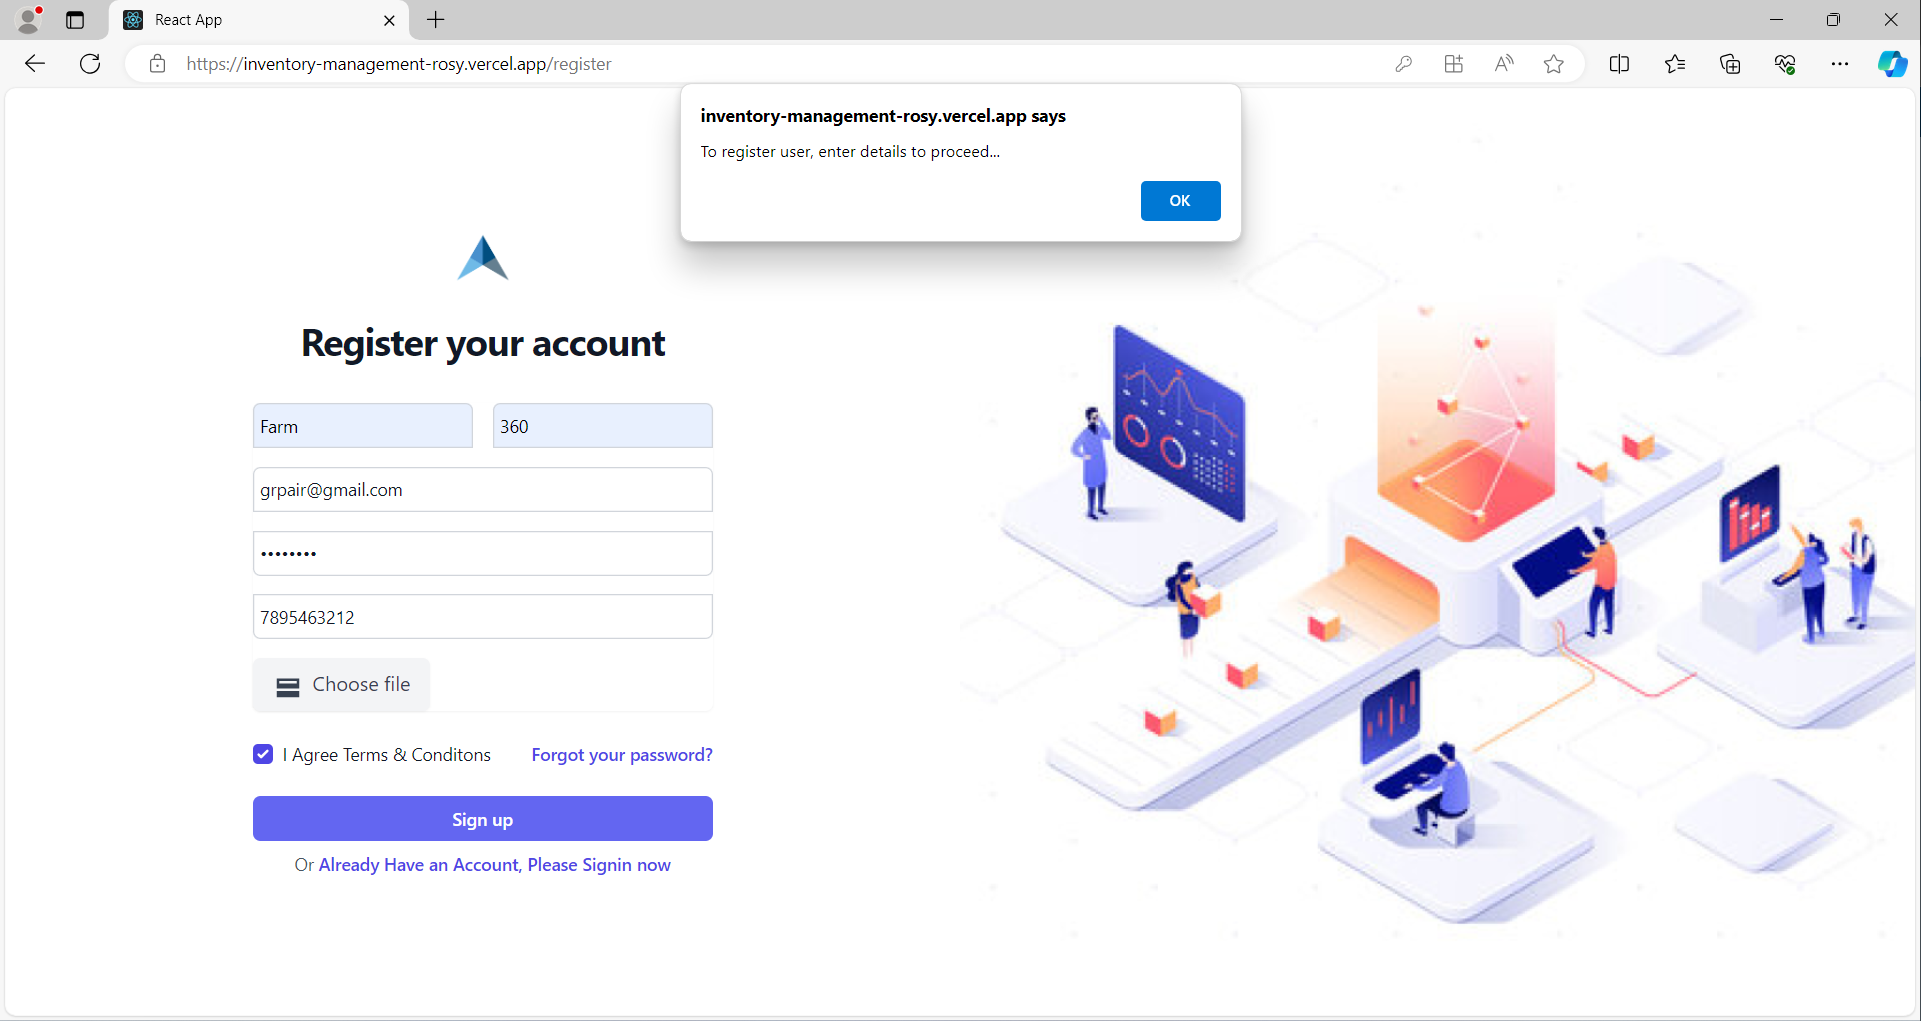 React App
https://inventory-management-rosy.vercel.app/register
inventory-management-rosy.vercel.app says
To register user, enter details to proceed...
OK
Register your account
Farm 360
grpair@gmail.com
••••••••
7895463212
Choose file
I Agree Terms & Conditons Forgot your password?
Sign up
Or Already Have an Account, Please Signin now